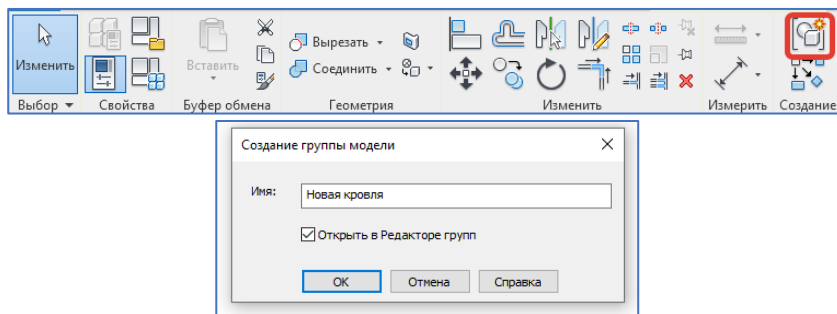 Изменить
Вставить
Вырезать
Соединить
Выбор
Свойства
Буфер обмена
Геометрия
Изменить
Измерить
Создание
Создание группы модели
Имя:
Новая кровля
Открыть в Редакторе групп
ОК
Отмена
Справка